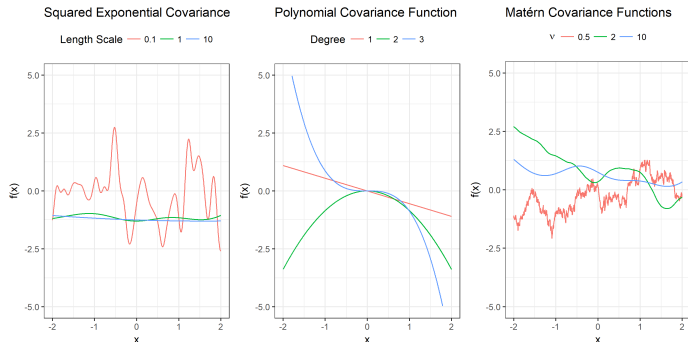 Squared Exponential Covariance
Length Scale 0.1 1 10
5.0
2.5
0.0
-2.5
-5.0
f(x)
-2 -1 0 1 2
x
Polynomial Covariance Function
Degree 1 2 3
5.0
2.5
0.0
-2.5
-5.0
f(x)
-2 -1 0 1 2
x
Matérn Covariance Functions
ν 0.5 2 10
5.0
2.5
0.0
-2.5
-5.0
f(x)
-2 -1 0 1 2
x